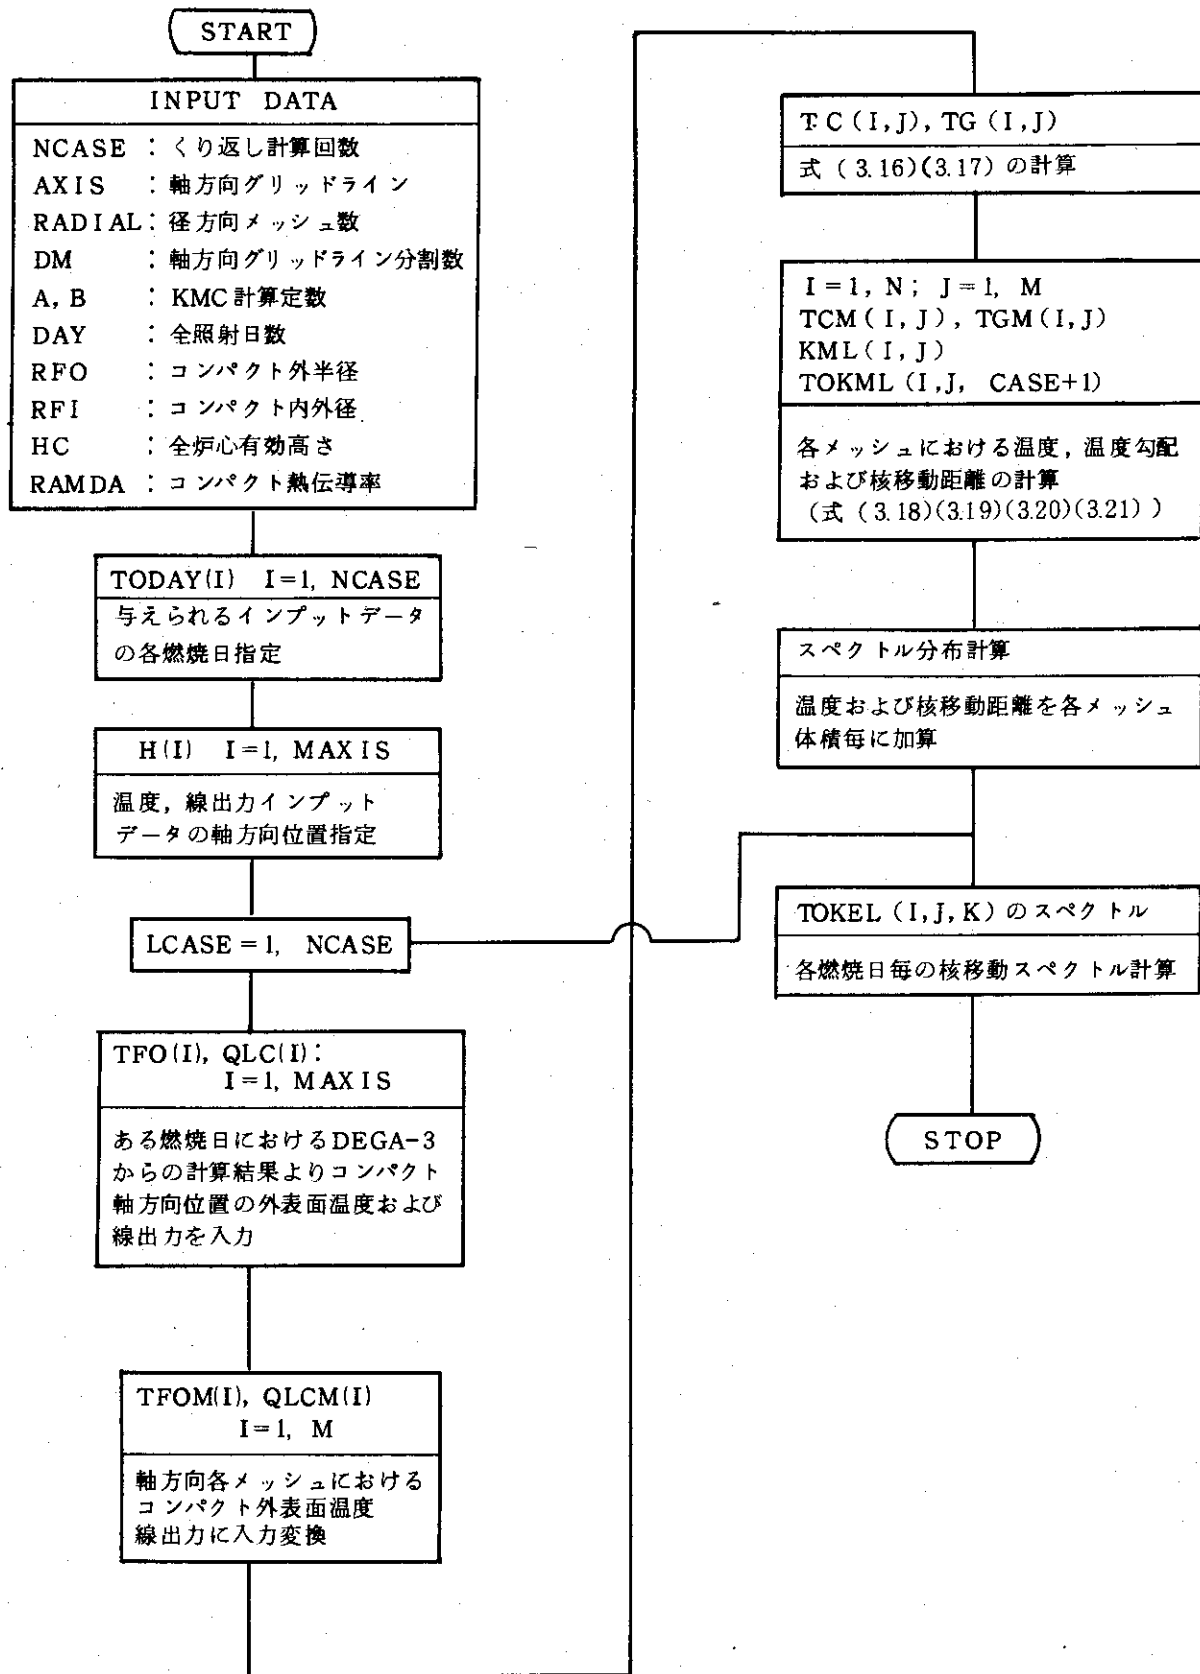 START
INPUT DATA
NCASE : くり返し計算回数
AXIS : 軸方向グリッドライン
RADIAL : 径方向メッシュ数
DM : 軸方向グリッドライン分割数
A, B : KMC計算定数
DAY : 全照射日数
RFO : コンパクト外半径
RFI : コンパクト内外径
HC : 全炉心有効高さ
RAMDA : コンパクト熱伝導率
TODAY(I) I=1, NCASE
与えられるインプットデータ
の各燃焼日指定
H(I) I=1, MAXIS
温度，線出力インプット
データの軸方向位置指定
LCASE=1, NCASE
TFO(I), QLC(I):
I=1, MAXIS
ある燃焼日におけるDEGA-3
からの計算結果よりコンパクト
軸方向位置の外表面温度および
線出力を入力
TFOM(I), QLCM(I)
I=1, M
軸方向各メッシュにおける
コンパクト外表面温度
線出力に入力変換
TC(I,J), TG(I,J)
式 (3.16)(3.17) の計算
I=1, N; J=1, M
TCM(I,J), TGM(I,J)
KML(I,J)
TOKML(I,J, CASE+1)
各メッシュにおける温度，温度勾配
および核移動距離の計算
(式 (3.18)(3.19)(3.20)(3.21))
スペクトル分布計算
温度および核移動距離を各メッシュ
体積毎に加算
TOKEL(I,J,K)のスペクトル
各燃焼日毎の核移動スペクトル計算
STOP